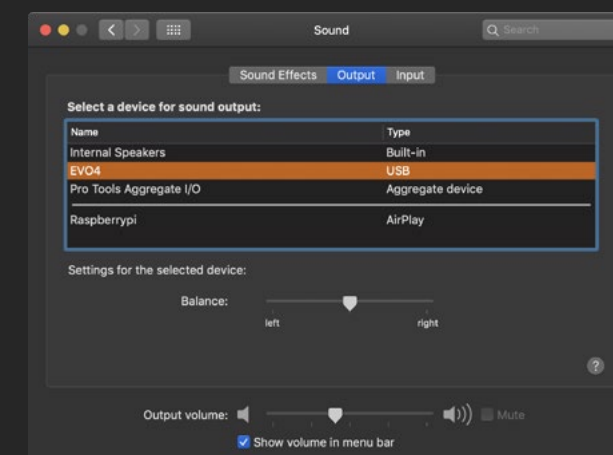 Sound
Search
Sound Effects Output Input
Select a device for sound output:
Name Type
Internal Speakers Built-in
EVO4 USB
Pro Tools Aggregate I/O Aggregate device
Raspberrypi AirPlay
Settings for the selected device:
Balance:
left right
?
Output volume: Mute
Show volume in menu bar